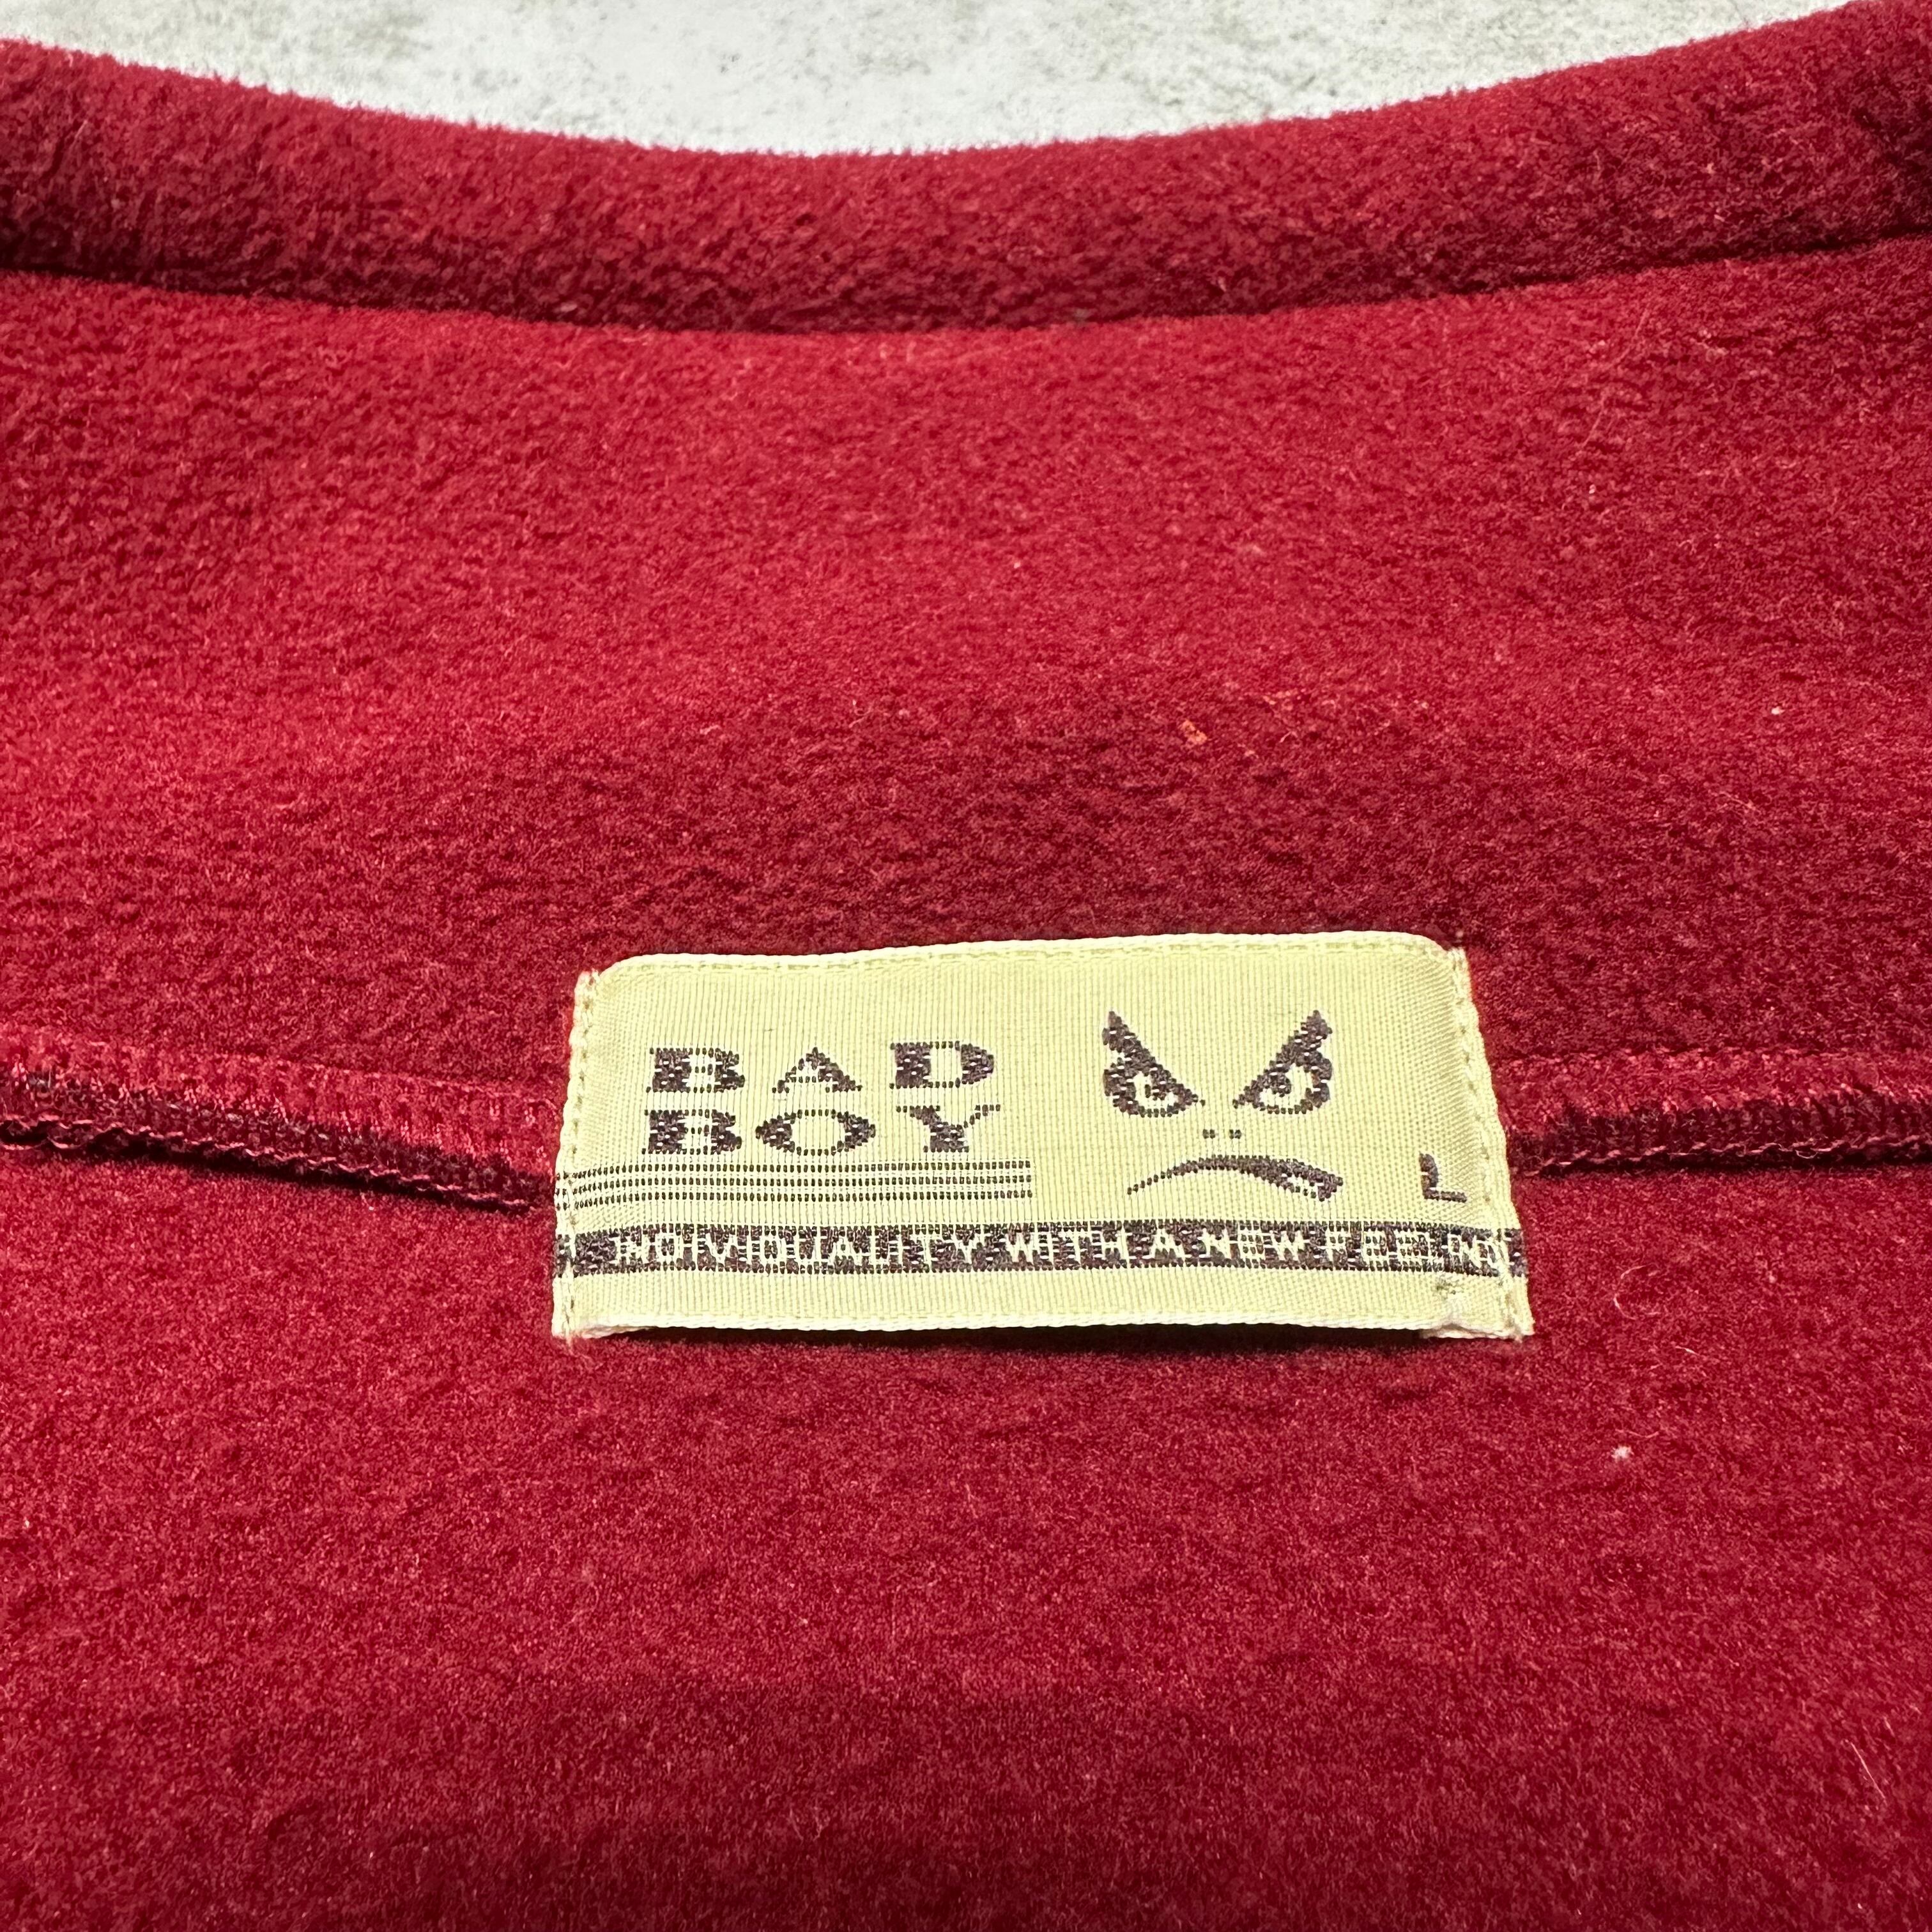 BAD
BOY
L
INDIVIDUALITY WITH A NEW FEELING